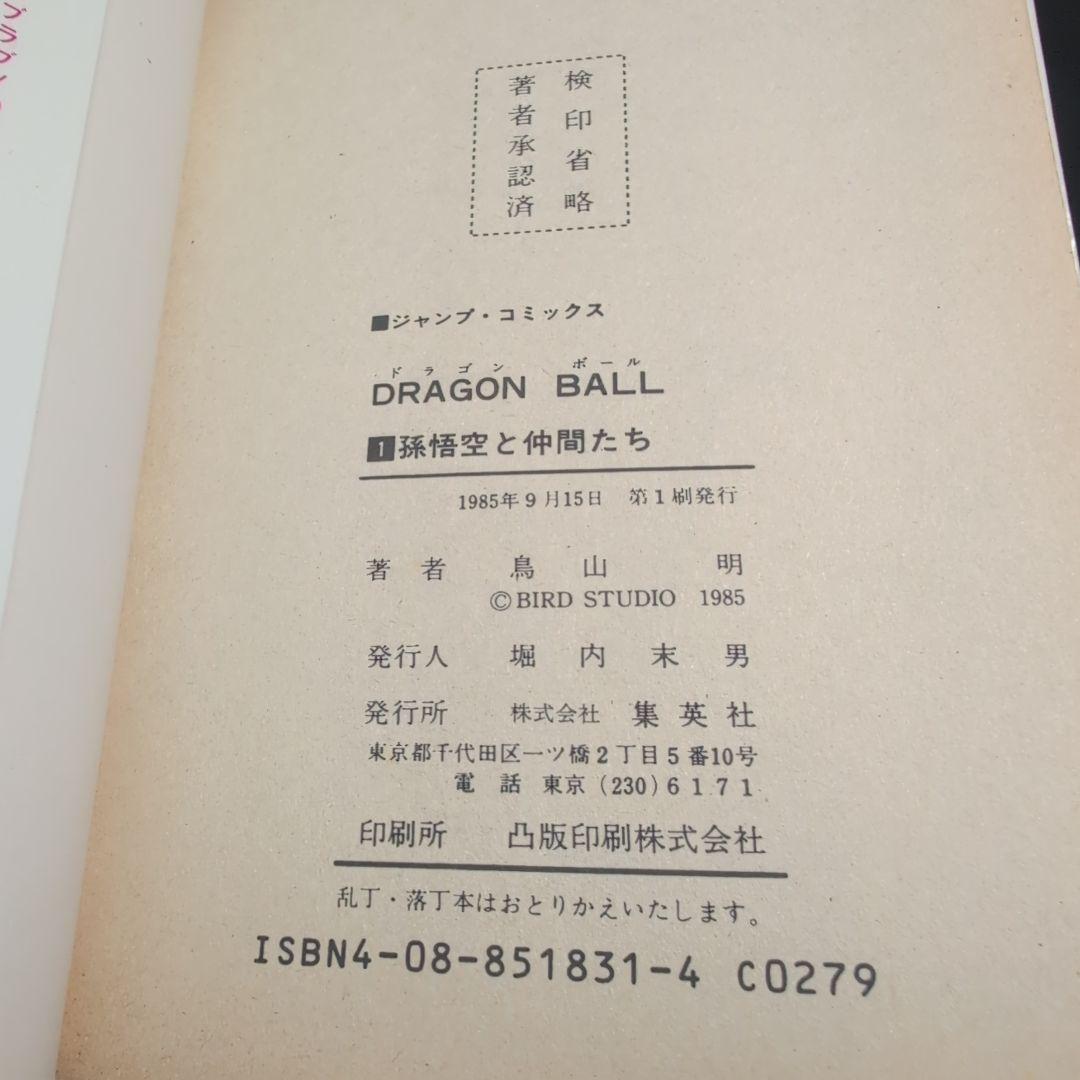 検印省略
著者承認済
■ジャンプ・コミックス
ドラゴン ボール
DRAGON BALL
1孫悟空と仲間たち
1985年9月15日 第1刷発行
著者 鳥山明
©BIRD STUDIO 1985
発行人 堀内末男
発行所 株式会社 集英社
東京都千代田区一ツ橋2丁目5番10号
電話 東京(230)6171
印刷所 凸版印刷株式会社
乱丁・落丁本はおとりかえいたします。
ISBN4-08-851831-4 C0279